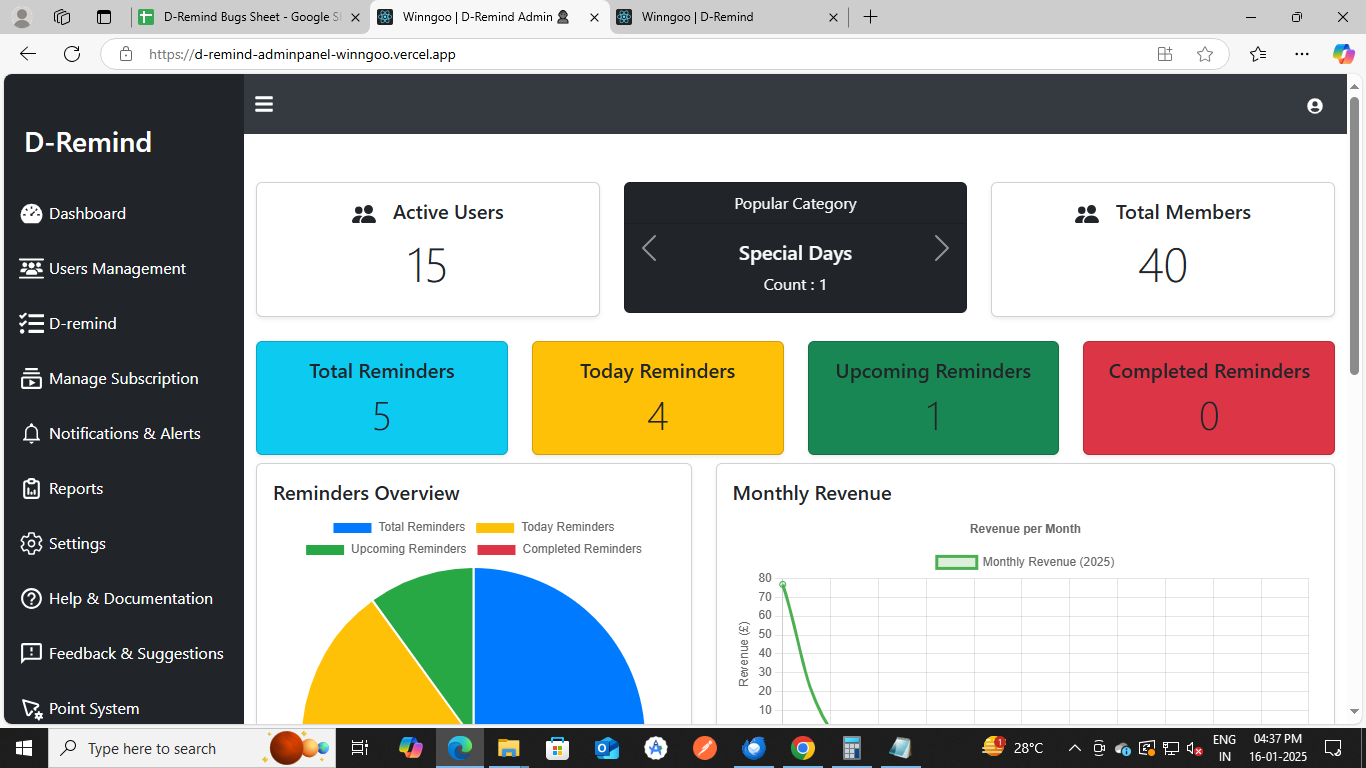 D-Remind Bugs Sheet - Google S
Winngoo | D-Remind Admin
Winngoo | D-Remind
https://d-remind-adminpanel-winngoo.vercel.app
D-Remind
Dashboard
Users Management
D-remind
Manage Subscription
Notifications & Alerts
Reports
Settings
Help & Documentation
Feedback & Suggestions
Point System
Active Users
15
Popular Category
Special Days
Count : 1
Total Members
40
Total Reminders
5
Today Reminders
4
Upcoming Reminders
1
Completed Reminders
0
Reminders Overview
Total Reminders
Today Reminders
Upcoming Reminders
Completed Reminders
Monthly Revenue
Revenue per Month
Monthly Revenue (2025)
Revenue (£)
80
70
60
50
40
30
20
10
Type here to search
1
28°C
ENG
IN
04:37 PM
16-01-2025